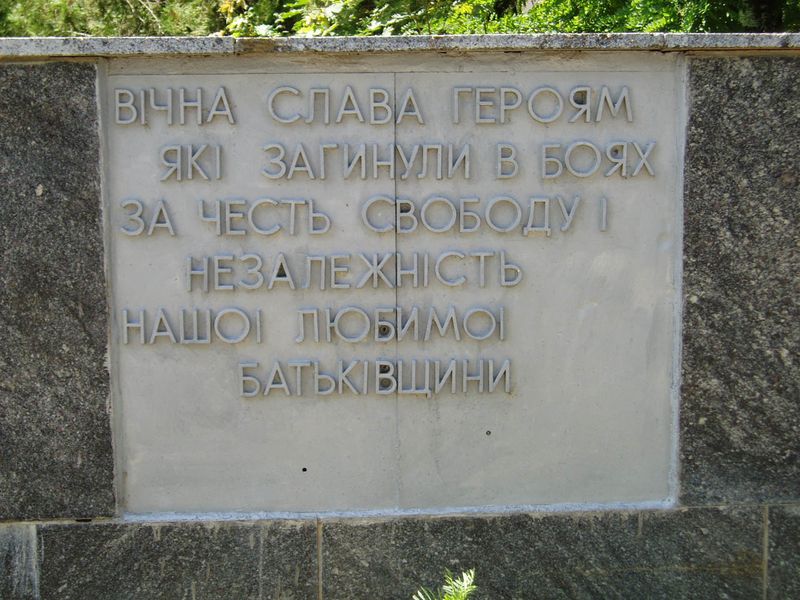 ВІЧНА СЛАВА ГЕРОЯМ
ЯКІ ЗАГИНУЛИ В БОЯХ
ЗА ЧЕСТЬ СВОБОДУ І
НЕЗАЛЕЖНІСТЬ
НАШОІ ЛЮБИМОІ
БАТЬКІВЩИНИ